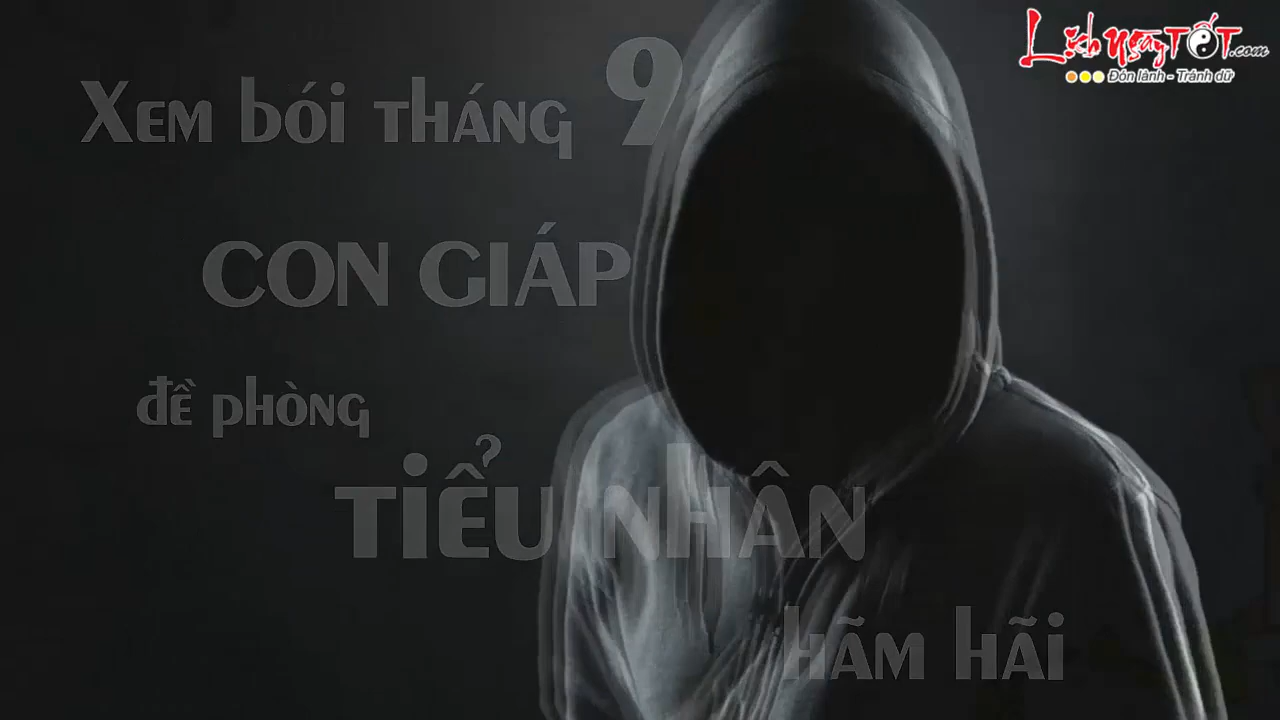 LịchNgàyTỐT.com
Đón lành - Tránh dữ
Xem bói tháng 9
CON GIÁP
đề phòng
TIỂU NHÂN
hãm hãi